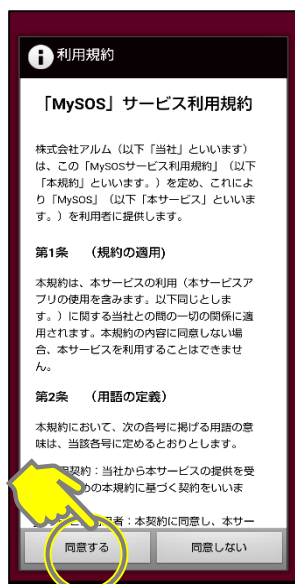 利用規約
「MySOS」サービス利用規約
株式会社アルム（以下「当社」といいます）
は、この「MySOSサービス利用規約」（以下
「本規約」といいます。）を定め、これによ
り「MySOS」（以下「本サービス」といいま
す。）を利用者に提供します。
第1条　（規約の適用)
本規約は、本サービスの利用（本サービスア
プリの使用を含みます。以下同じとしま
す。）に関する当社との間の一切の関係に適
用されます。本規約の内容に同意しない場
合、本サービスを利用することはできませ
ん。
第2条　（用語の定義）
本規約において、次の各号に掲げる用語の意
味は、当該各号に定めるとおりとします。
契約：当社から本サービスの提供を受
の本規約に基づく契約をいいま
者：本契約に同意し、本サー
同意する
同意しない